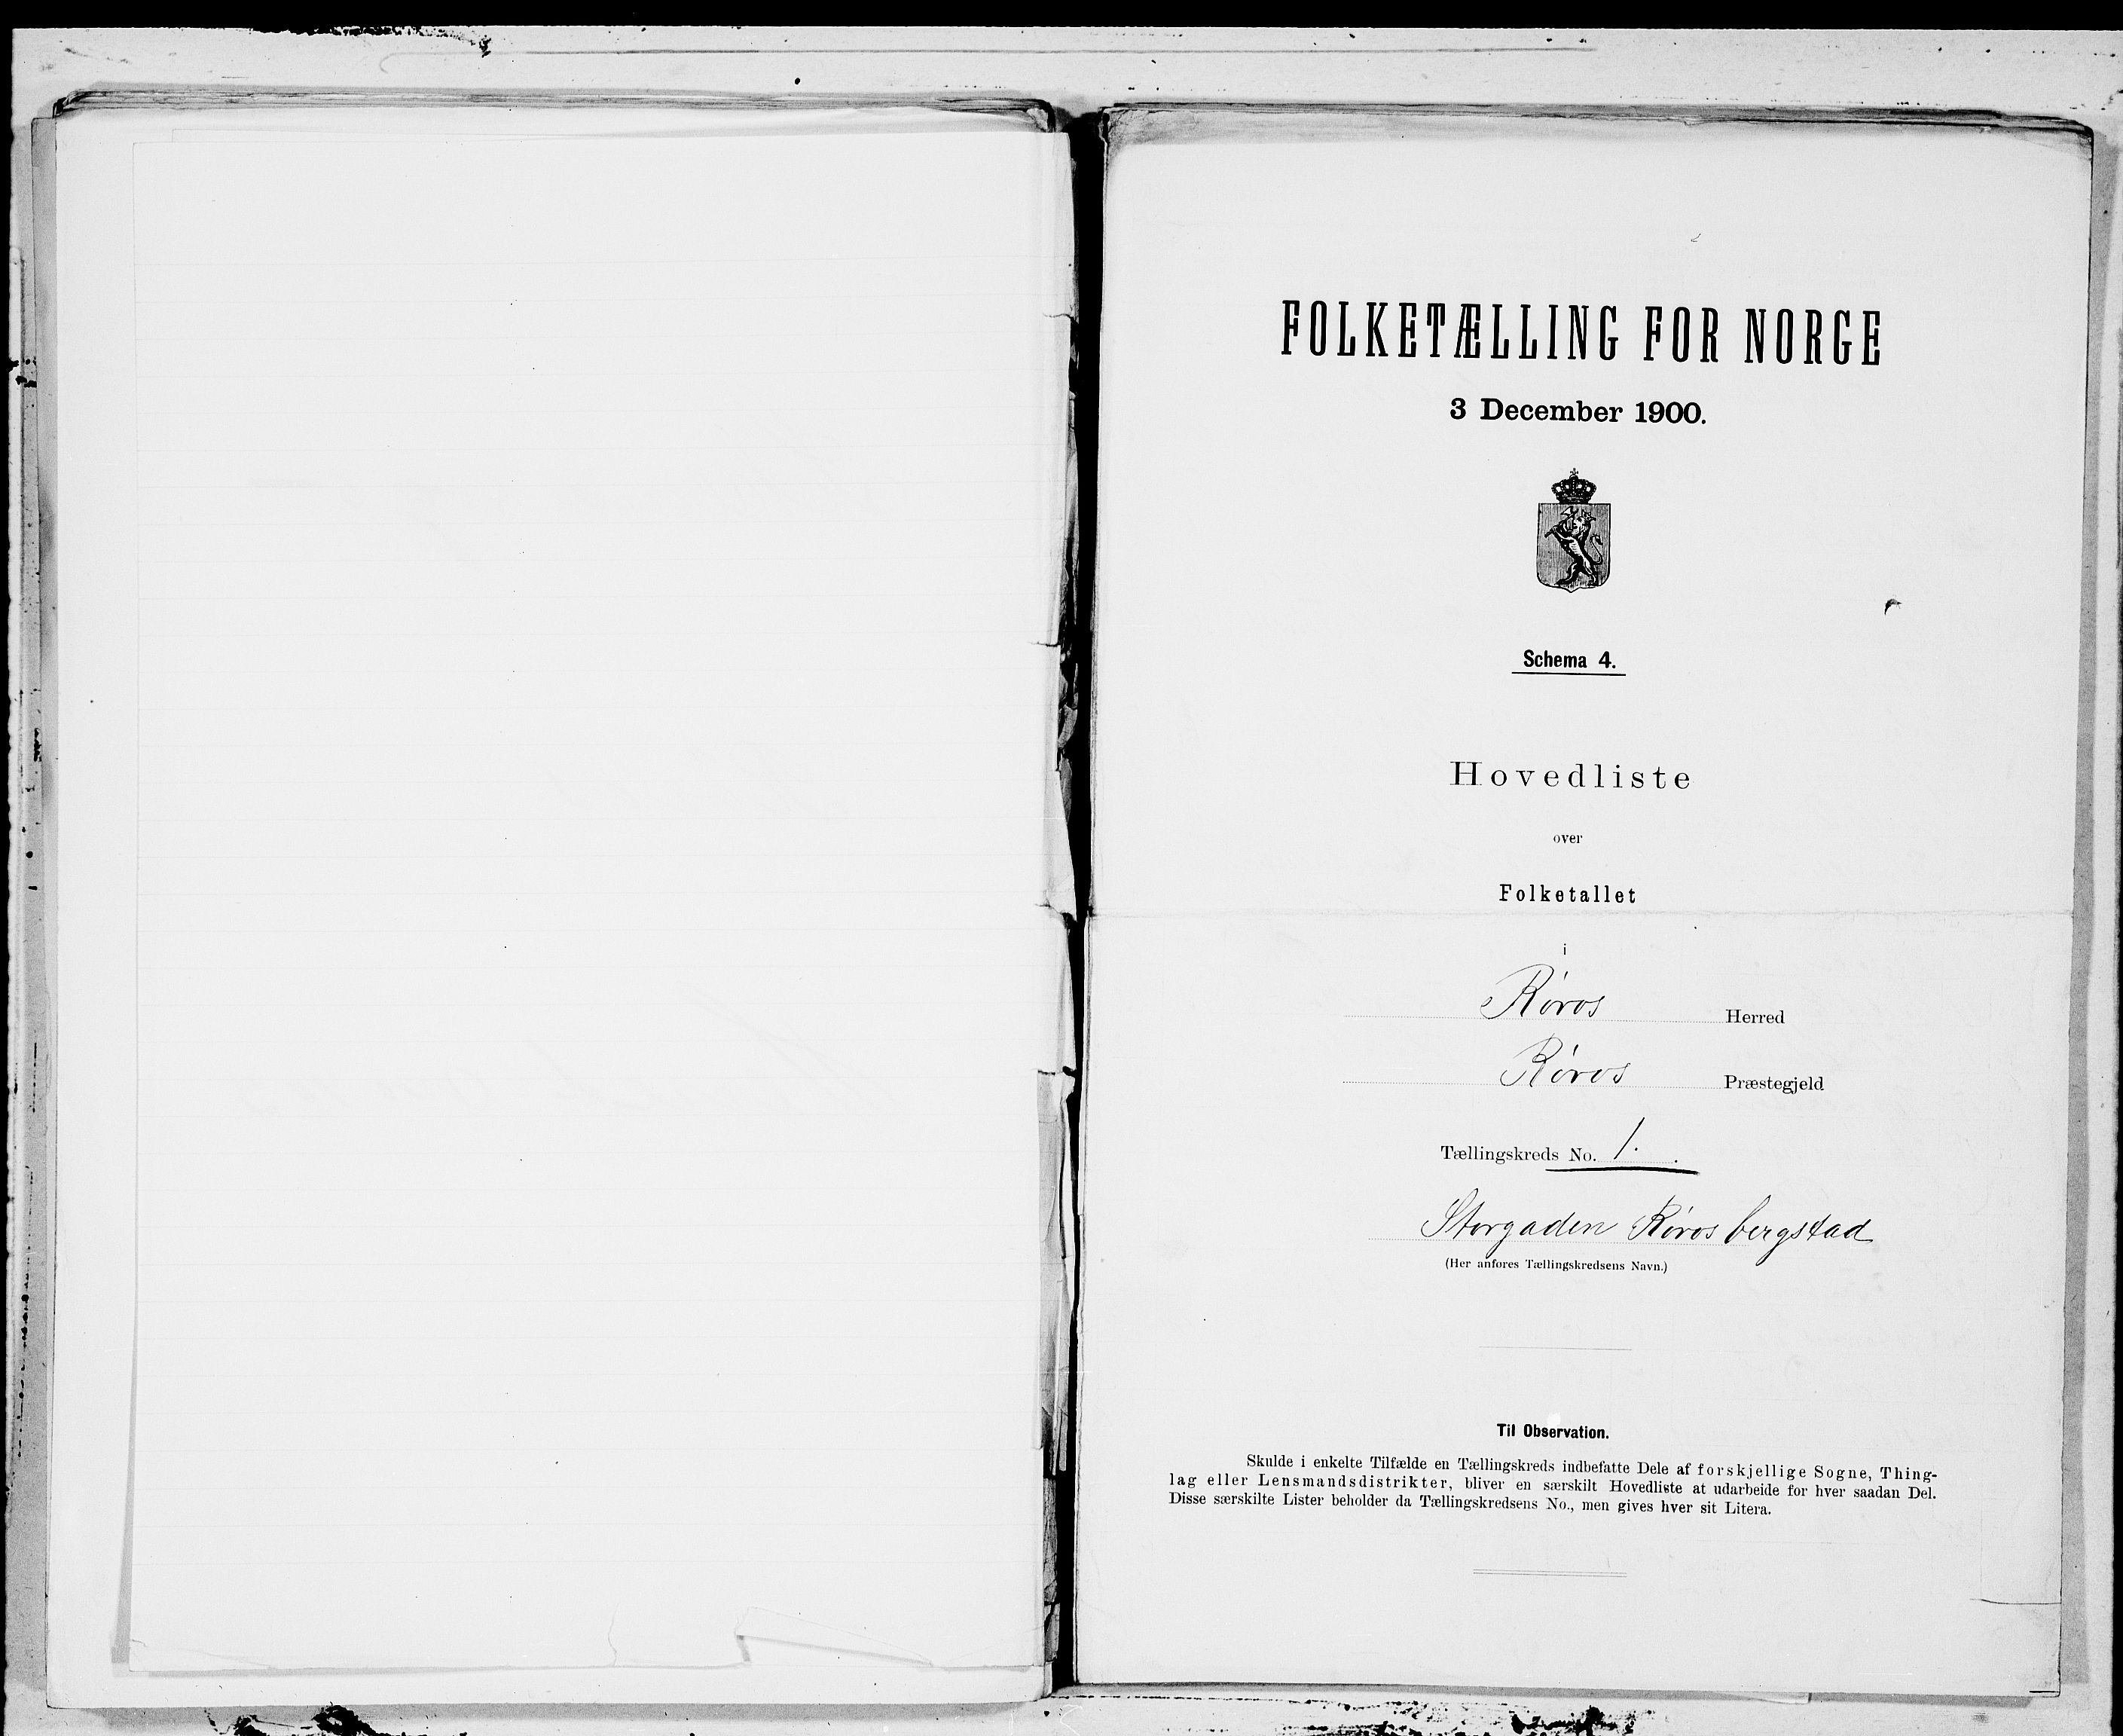 FOLKETÆLLING FOR NORGE
3 December 1900.
Schema 4.
Hovedliste
over
Folketallet
i
Røros Herred
Røros Præstegjeld
Tællingskreds No. 1.
Storgaden Røros bergstad
(Her anføres Tællingskredsens Navn.)
Til Observation.
Skulde i enkelte Tilfælde en Tællingskreds indbefatte Dele af forskjellige Sogne, Thing-
lag eller Lensmandsdistrikter, bliver en særskilt Hovedliste at udarbeide for hver saadan Del.
Disse særskilte Lister beholder da Tællingskredsens No., men gives hver sit Litera.